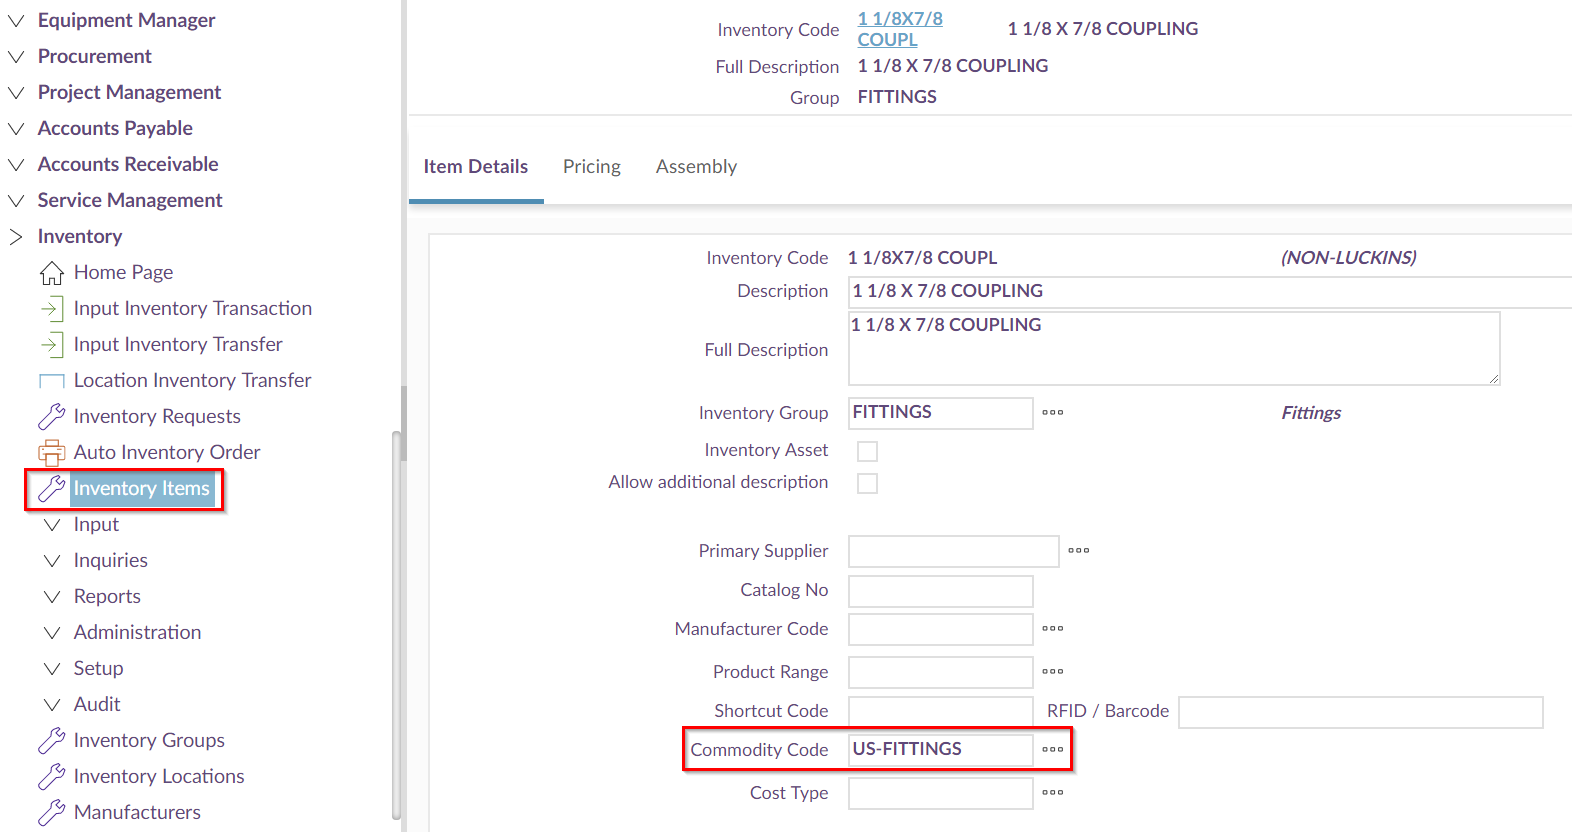 Equipment Manager
Procurement
Project Management
Accounts Payable
Accounts Receivable
Service Management
Inventory
Home Page
Input Inventory Transaction
Input Inventory Transfer
Location Inventory Transfer
Inventory Requests
Auto Inventory Order
Inventory Items
Input
Inquiries
Reports
Administration
Setup
Audit
Inventory Groups
Inventory Locations
Manufacturers
Inventory Code 1 1/8X7/8 COUPL 1 1/8 X 7/8 COUPLING
Full Description 1 1/8 X 7/8 COUPLING
Group FITTINGS
Item Details Pricing Assembly
Inventory Code 1 1/8X7/8 COUPL (NON-LUCKINS)
Description 1 1/8 X 7/8 COUPLING
Full Description 1 1/8 X 7/8 COUPLING
Inventory Group FITTINGS Fittings
Inventory Asset
Allow additional description
Primary Supplier
Catalog No
Manufacturer Code
Product Range
Shortcut Code RFID / Barcode
Commodity Code US-FITTINGS
Cost Type